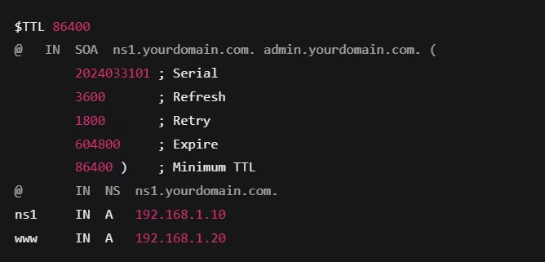 $TTL 86400
@   IN  SOA  ns1.yourdomain.com. admin.yourdomain.com. (
        2024033101 ; Serial
        3600       ; Refresh
        1800       ; Retry
        604800     ; Expire
        86400 )    ; Minimum TTL
@       IN  NS  ns1.yourdomain.com.
ns1     IN  A   192.168.1.10
www     IN  A   192.168.1.20